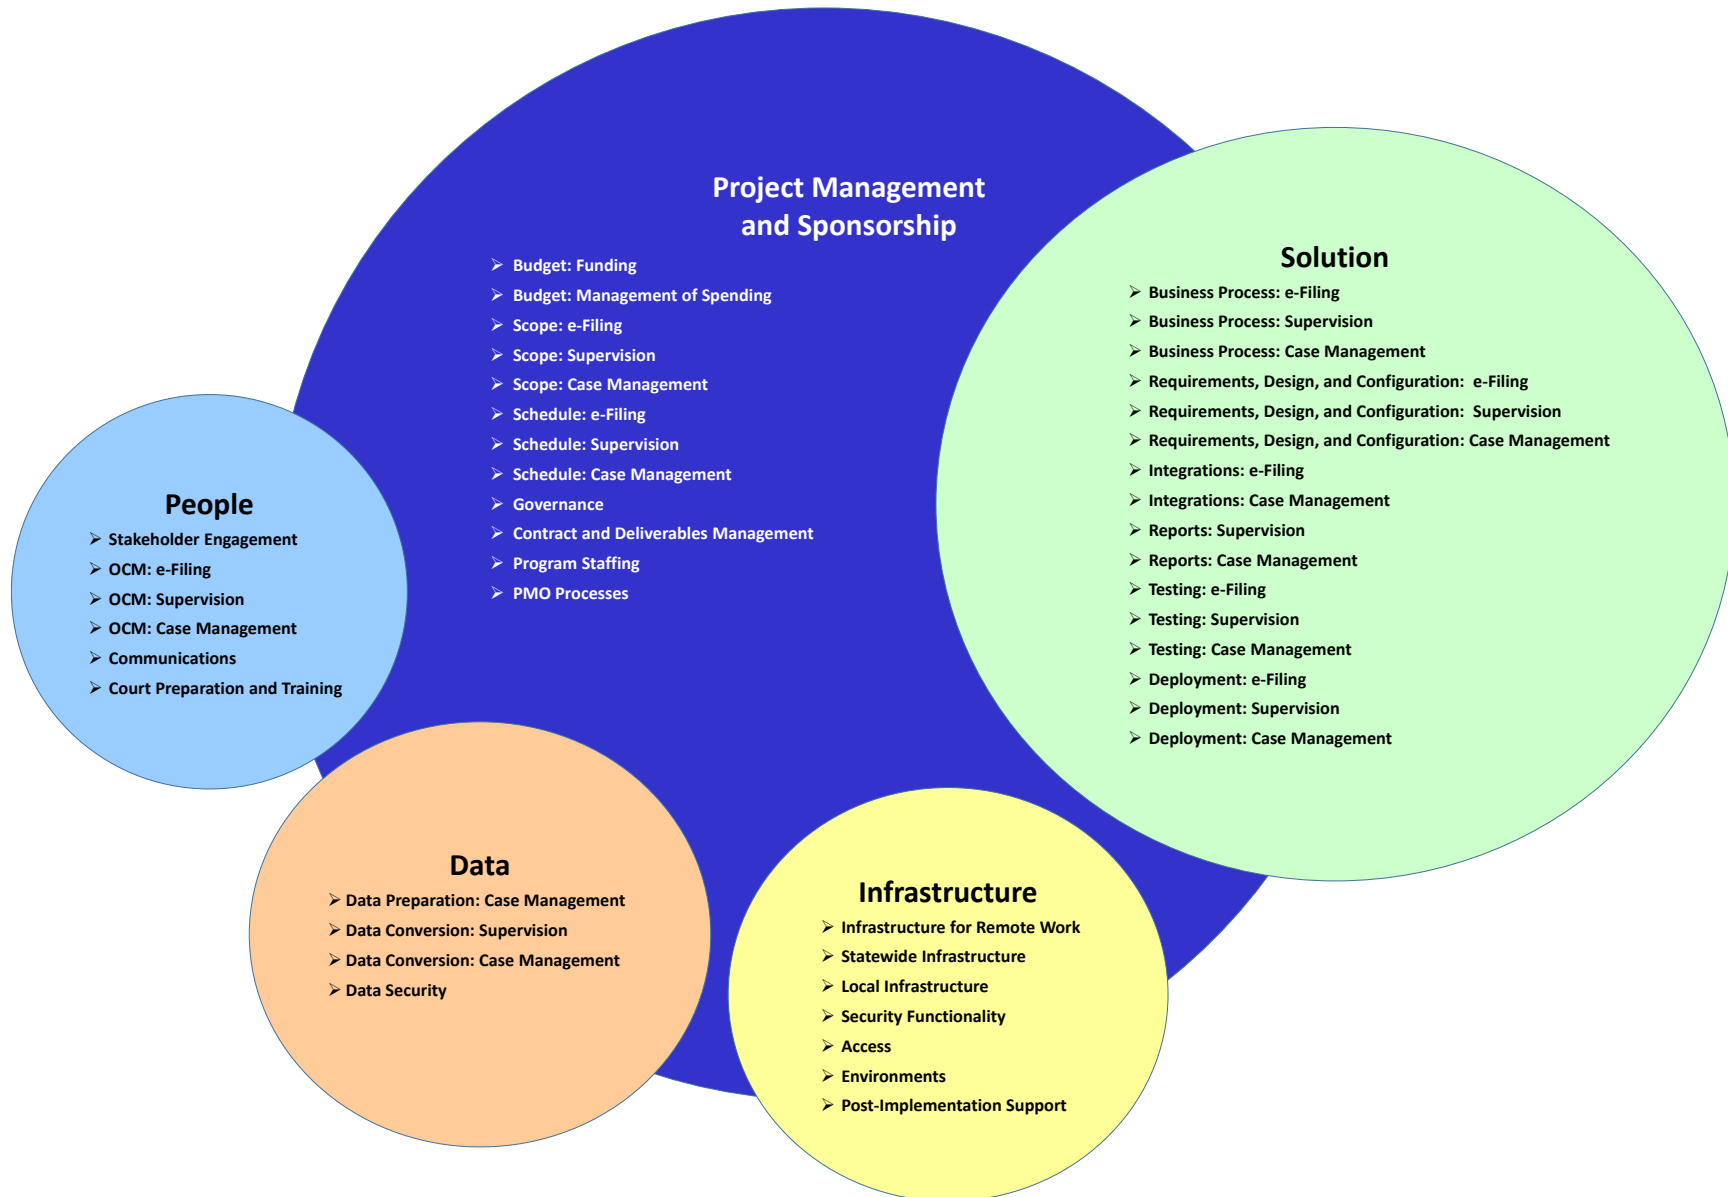 Project Management
and Sponsorship
➢ Budget: Funding
➢ Budget: Management of Spending
➢ Scope: e-Filing
➢ Scope: Supervision
➢ Scope: Case Management
➢ Schedule: e-Filing
➢ Schedule: Supervision
➢ Schedule: Case Management
➢ Governance
➢ Contract and Deliverables Management
➢ Program Staffing
➢ PMO Processes
Solution
➢ Business Process: e-Filing
➢ Business Process: Supervision
➢ Business Process: Case Management
➢ Requirements, Design, and Configuration: e-Filing
➢ Requirements, Design, and Configuration: Supervision
➢ Requirements, Design, and Configuration: Case Management
➢ Integrations: e-Filing
➢ Integrations: Case Management
➢ Reports: Supervision
➢ Reports: Case Management
➢ Testing: e-Filing
➢ Testing: Supervision
➢ Testing: Case Management
➢ Deployment: e-Filing
➢ Deployment: Supervision
➢ Deployment: Case Management
People
➢ Stakeholder Engagement
➢ OCM: e-Filing
➢ OCM: Supervision
➢ OCM: Case Management
➢ Communications
➢ Court Preparation and Training
Data
➢ Data Preparation: Case Management
➢ Data Conversion: Supervision
➢ Data Conversion: Case Management
➢ Data Security
Infrastructure
➢ Infrastructure for Remote Work
➢ Statewide Infrastructure
➢ Local Infrastructure
➢ Security Functionality
➢ Access
➢ Environments
➢ Post-Implementation Support